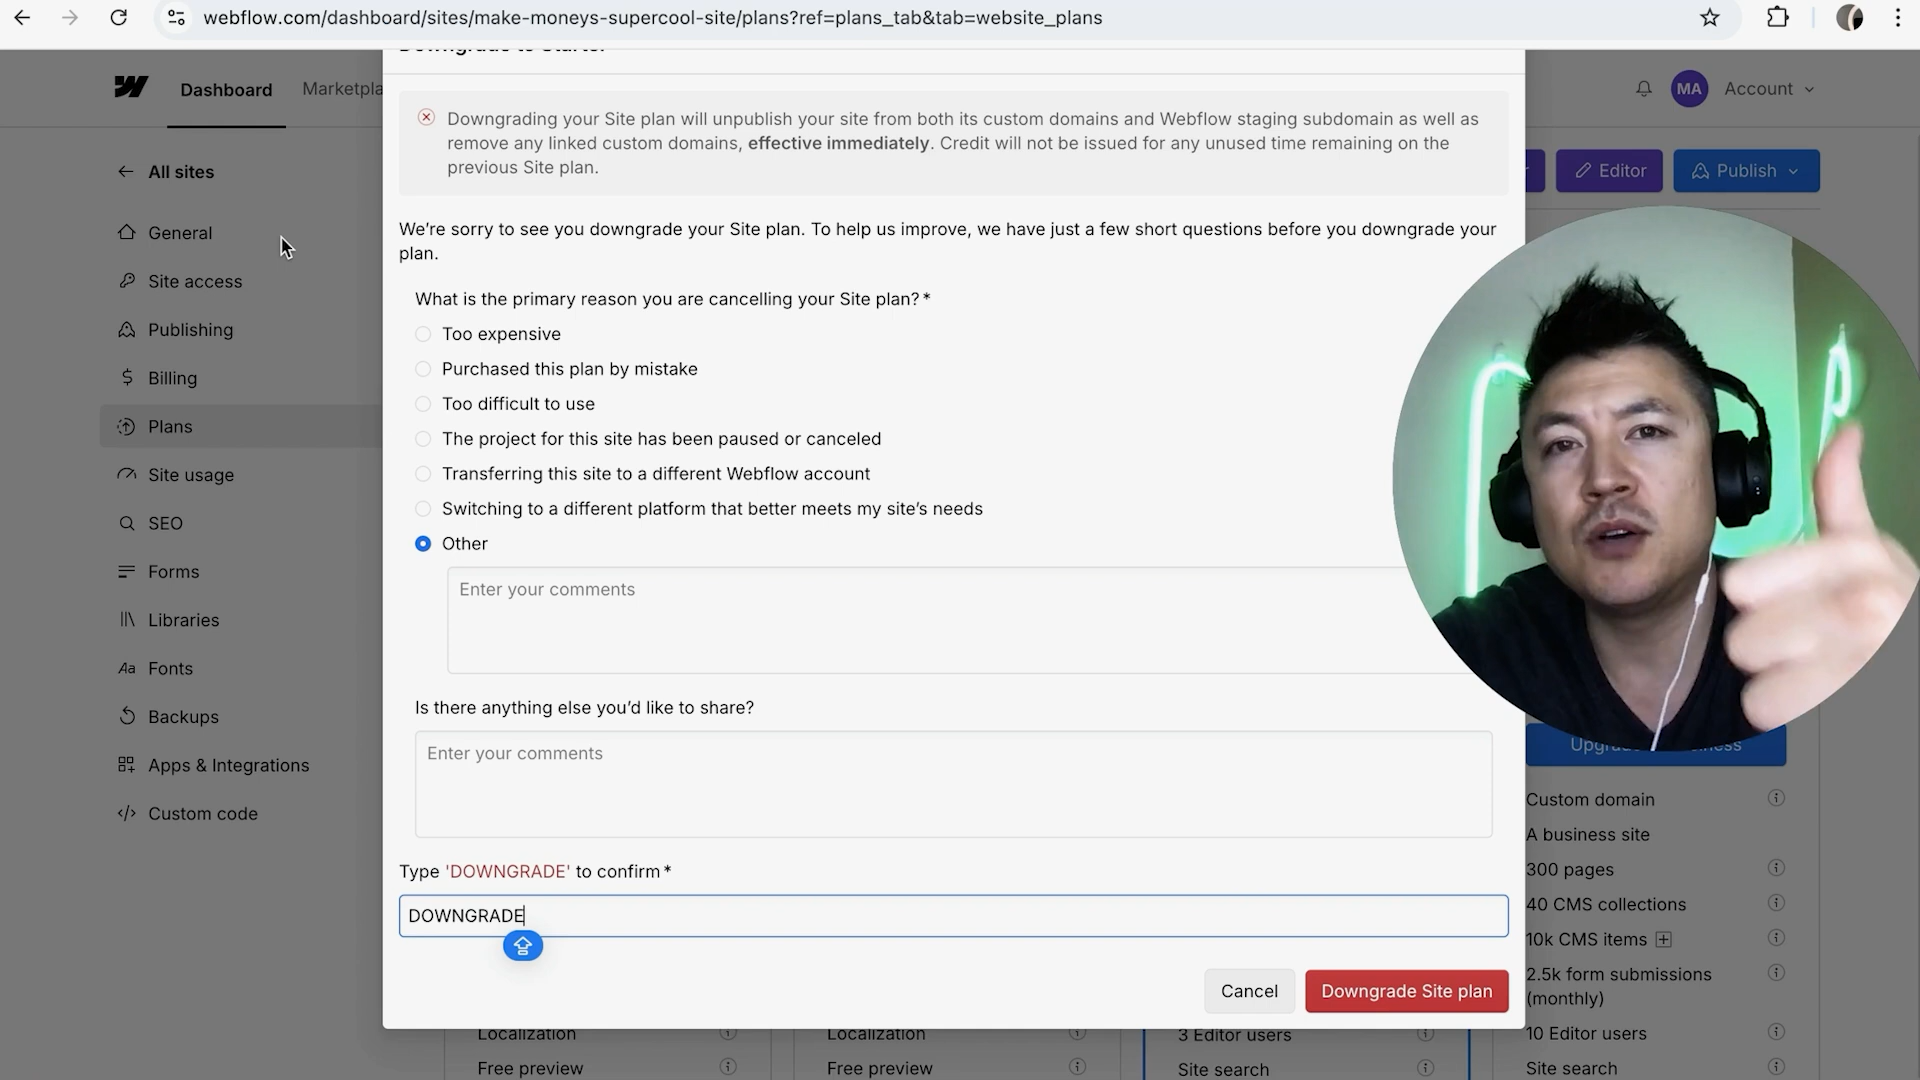 webflow.com/dashboard/sites/make-moneys-supercool-site/plans?ref=plans_tab&tab=website_plans
Downgrade to Starter
Dashboard
Marketpla
MA
Account
All sites
Editor
Publish
General
Site access
Publishing
Billing
Plans
Site usage
SEO
Forms
Libraries
Aa Fonts
Backups
Apps & Integrations
Custom code
Downgrading your Site plan will unpublish your site from both its custom domains and Webflow staging subdomain as well as
remove any linked custom domains, effective immediately. Credit will not be issued for any unused time remaining on the
previous Site plan.
We're sorry to see you downgrade your Site plan. To help us improve, we have just a few short questions before you downgrade your
plan.
What is the primary reason you are cancelling your Site plan?*
Too expensive
Purchased this plan by mistake
Too difficult to use
The project for this site has been paused or canceled
Transferring this site to a different Webflow account
Switching to a different platform that better meets my site's needs
Other
Enter your comments
Is there anything else you'd like to share?
Enter your comments
Type 'DOWNGRADE' to confirm*
DOWNGRADE
Cancel
Downgrade Site plan
Custom domain
A business site
300 pages
40 CMS collections
10k CMS items
2.5k form submissions
(monthly)
Localization
Localization
3 Editor users
10 Editor users
Free preview
Free preview
Site search
Site search